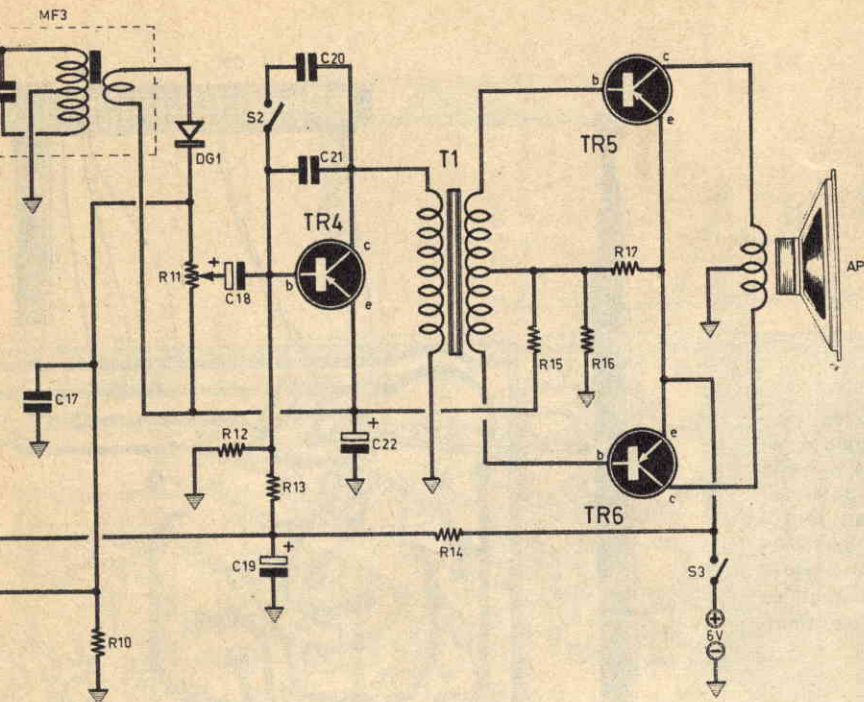 MF3
C20
S2
C21
DG1
T1
TR4
TR5
c
b
e
c
b
e
R11
+
C18
R17
AP
R15
R16
C17
R12
+
C22
R13
b
e
c
TR6
R14
+
C19
S3
+
6V
−
R10